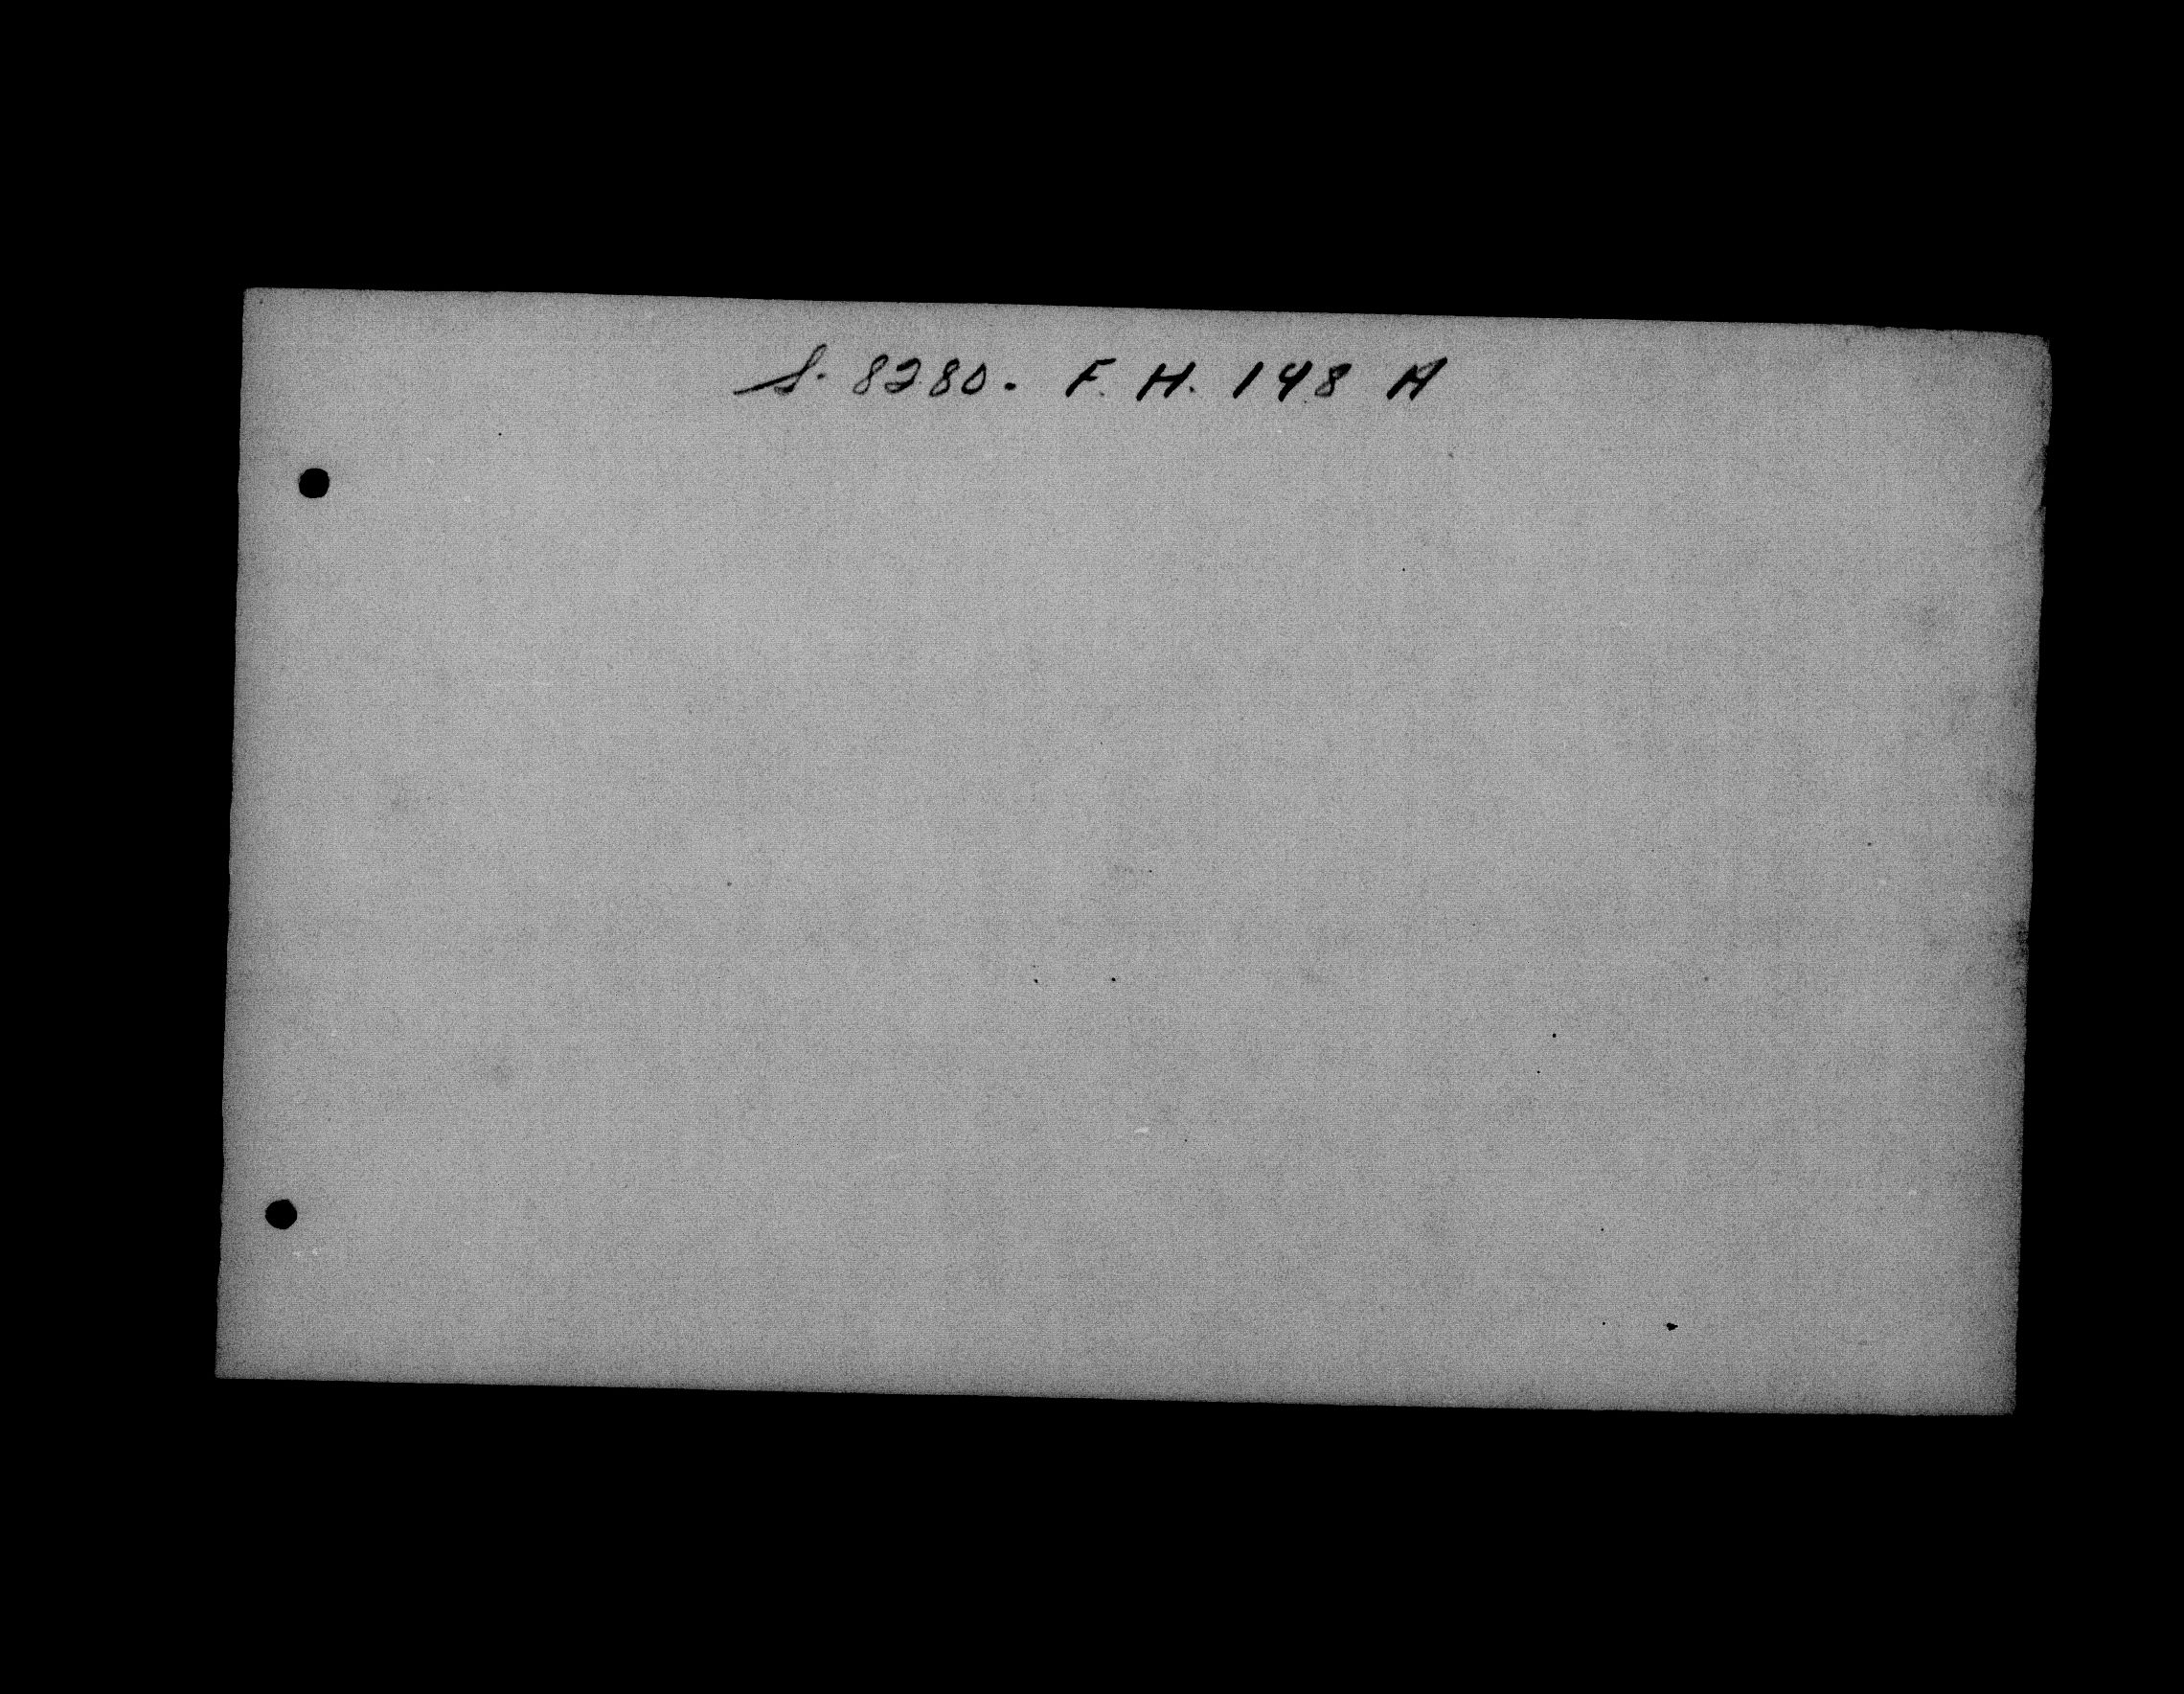 S. 8280. F. H. 148 A